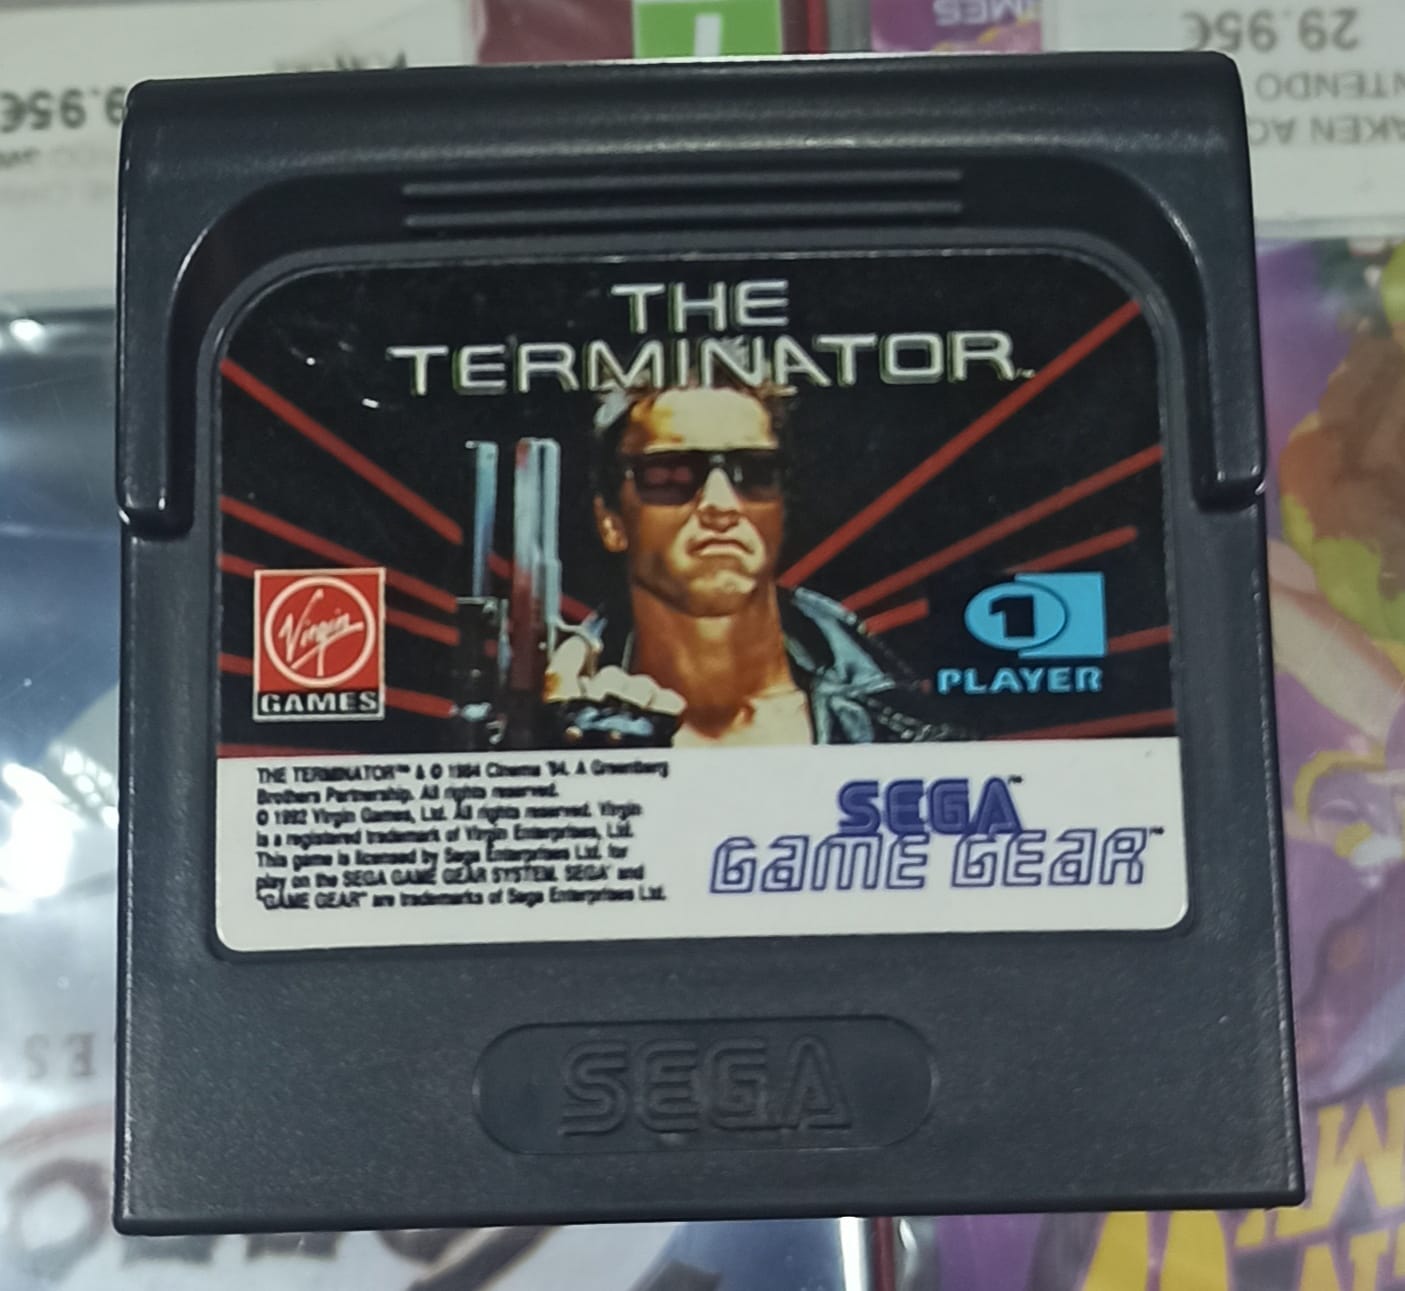 29.95€
THE
TERMINATOR™
Virgin
GAMES
1
PLAYER
THE TERMINATOR™ & © 1984 Cinema '84, A Greenberg
Brothers Partnership. All rights reserved.
© 1992 Virgin Games, Ltd. All rights reserved. Virgin
is a registered trademark of Virgin Enterprises, Ltd.
This game is licensed by Sega Enterprises Ltd. for
play on the SEGA GAME GEAR SYSTEM. SEGA and
"GAME GEAR" are trademarks of Sega Enterprises Ltd.
SEGA™
GAME GEAR™
SEGA